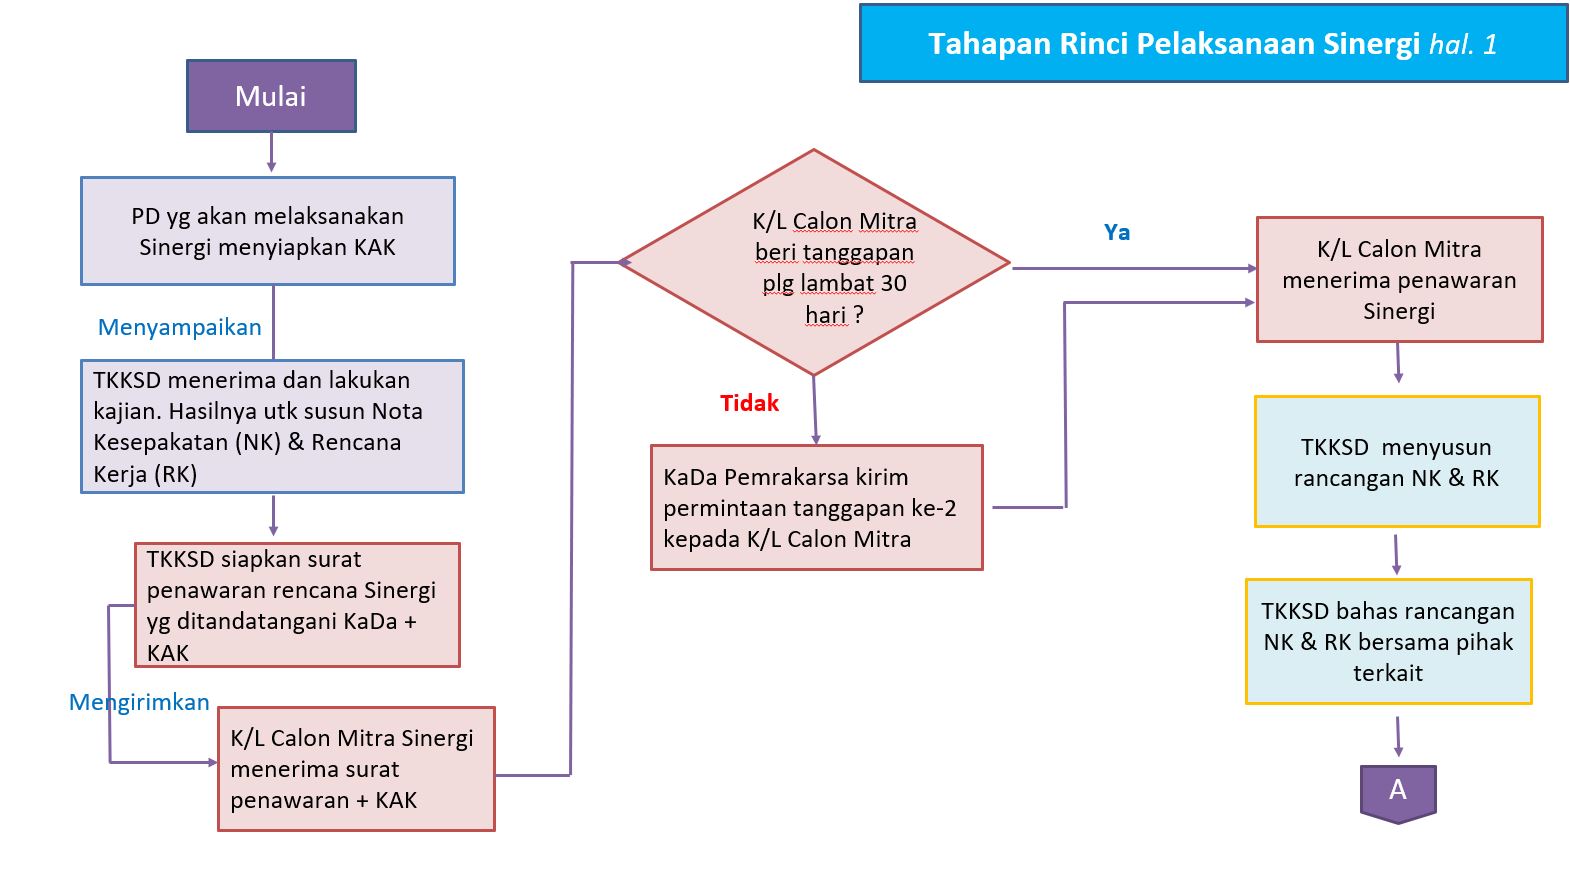 Tahapan Rinci Pelaksanaan Sinergi hal. 1
Mulai
PD yg akan melaksanakan
Sinergi menyiapkan KAK
Menyampaikan
TKKSD menerima dan lakukan
kajian. Hasilnya utk susun Nota
Kesepakatan (NK) & Rencana
Kerja (RK)
TKKSD siapkan surat
penawaran rencana Sinergi
yg ditandatangani KaDa +
KAK
Mengirimkan
K/L Calon Mitra Sinergi
menerima surat
penawaran + KAK
K/L Calon Mitra
beri tanggapan
plg lambat 30
hari ?
Ya
Tidak
KaDa Pemrakarsa kirim
permintaan tanggapan ke-2
kepada K/L Calon Mitra
K/L Calon Mitra
menerima penawaran
Sinergi
TKKSD  menyusun
rancangan NK & RK
TKKSD bahas rancangan
NK & RK bersama pihak
terkait
A